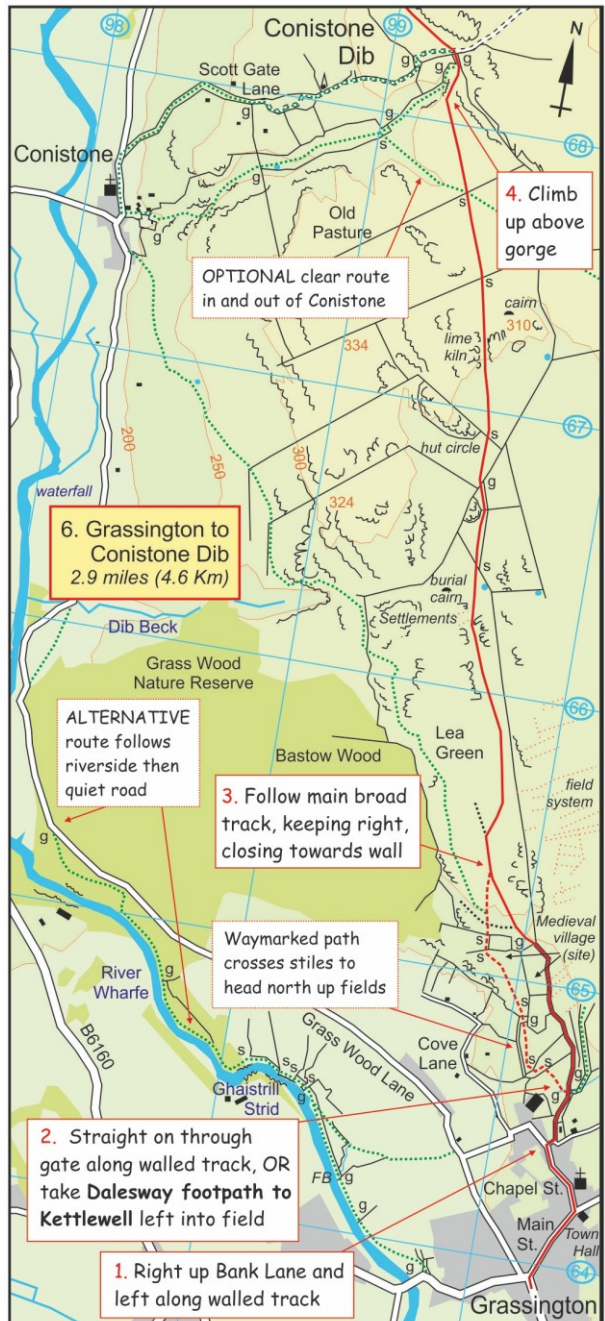 98
99
Conistone
Dib
N
Scott Gate
Lane
g
g
g
g
68
Conistone
g
s
g
4. Climb
up above
gorge
Old
Pasture
s
s
OPTIONAL clear route
in and out of Conistone
cairn
310
334
lime
kiln
67
s
hut circle
200
250
300
324
g
waterfall
6. Grassington to
Conistone Dib
2.9 miles (4.6 Km)
s
burial
cairn
Settlements
Dib Beck
Grass Wood
Nature Reserve
66
ALTERNATIVE
route follows
riverside then
quiet road
Lea
Green
Bastow Wood
field
system
3. Follow main broad
track, keeping right,
closing towards wall
g
Medieval
village
(site)
s
g
s
Waymarked path
crosses stiles to
head north up fields
g
65
River
Wharfe
B6160
Grass Wood Lane
Cove
Lane
s
s
s
s
s
s
g
g
g
Ghaistrill
Strid
2. Straight on through
gate along walled track, OR
take Dalesway footpath to
Kettlewell left into field
FB
g
Chapel St.
Main
St.
Town
Hall
g
g
64
1. Right up Bank Lane and
left along walled track
Grassington